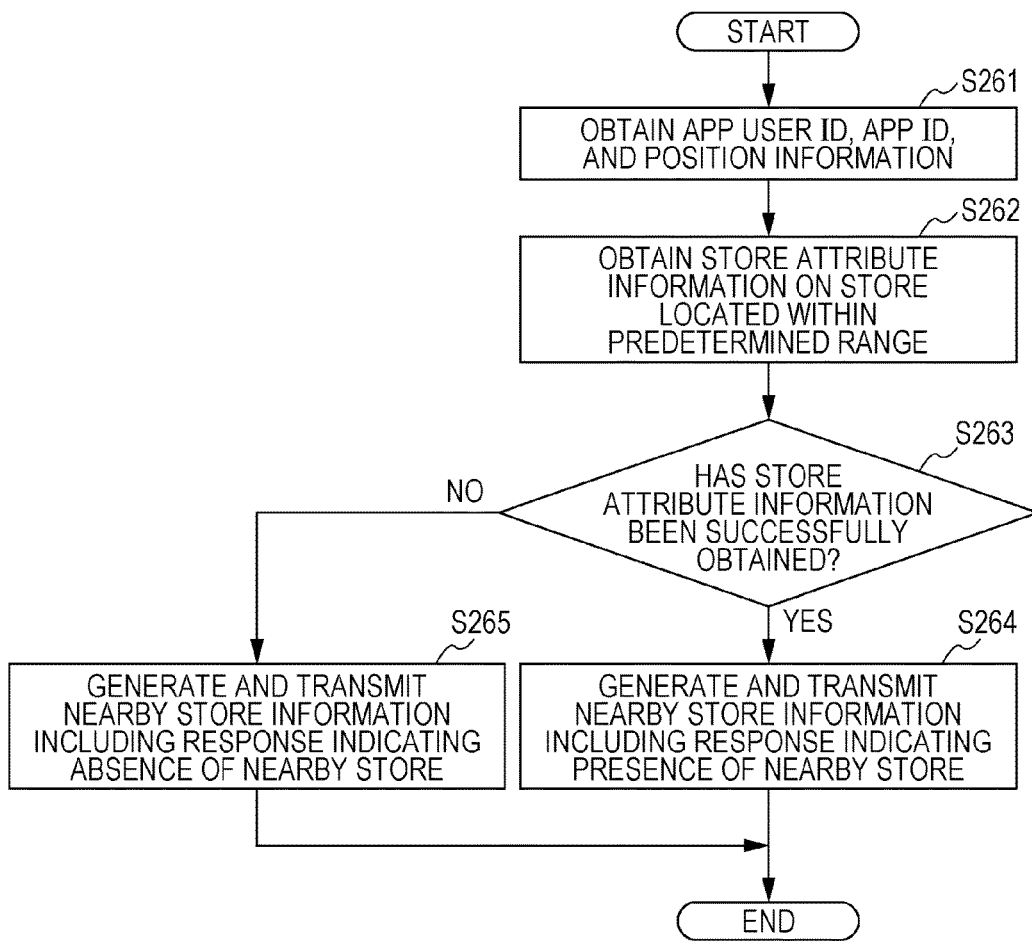 START
S261
OBTAIN APP USER ID, APP ID,
AND POSITION INFORMATION
S262
OBTAIN STORE ATTRIBUTE
INFORMATION ON STORE
LOCATED WITHIN
PREDETERMINED RANGE
S263
HAS STORE
ATTRIBUTE INFORMATION
BEEN SUCCESSFULLY
OBTAINED?
NO
YES
S265
GENERATE AND TRANSMIT
NEARBY STORE INFORMATION
INCLUDING RESPONSE INDICATING
ABSENCE OF NEARBY STORE
S264
GENERATE AND TRANSMIT
NEARBY STORE INFORMATION
INCLUDING RESPONSE INDICATING
PRESENCE OF NEARBY STORE
END